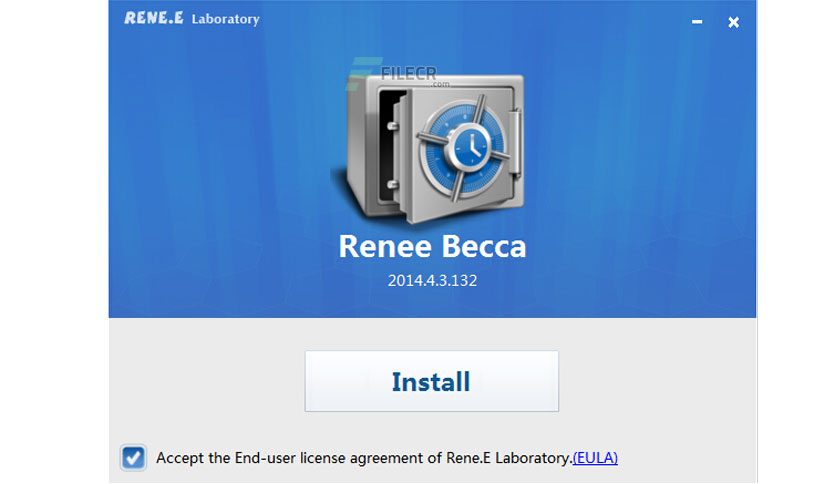 RENE.E Laboratory
FILECR
.com
Renee Becca
2014.4.3.132
Install
Accept the End-user license agreement of Rene.E Laboratory.(EULA)